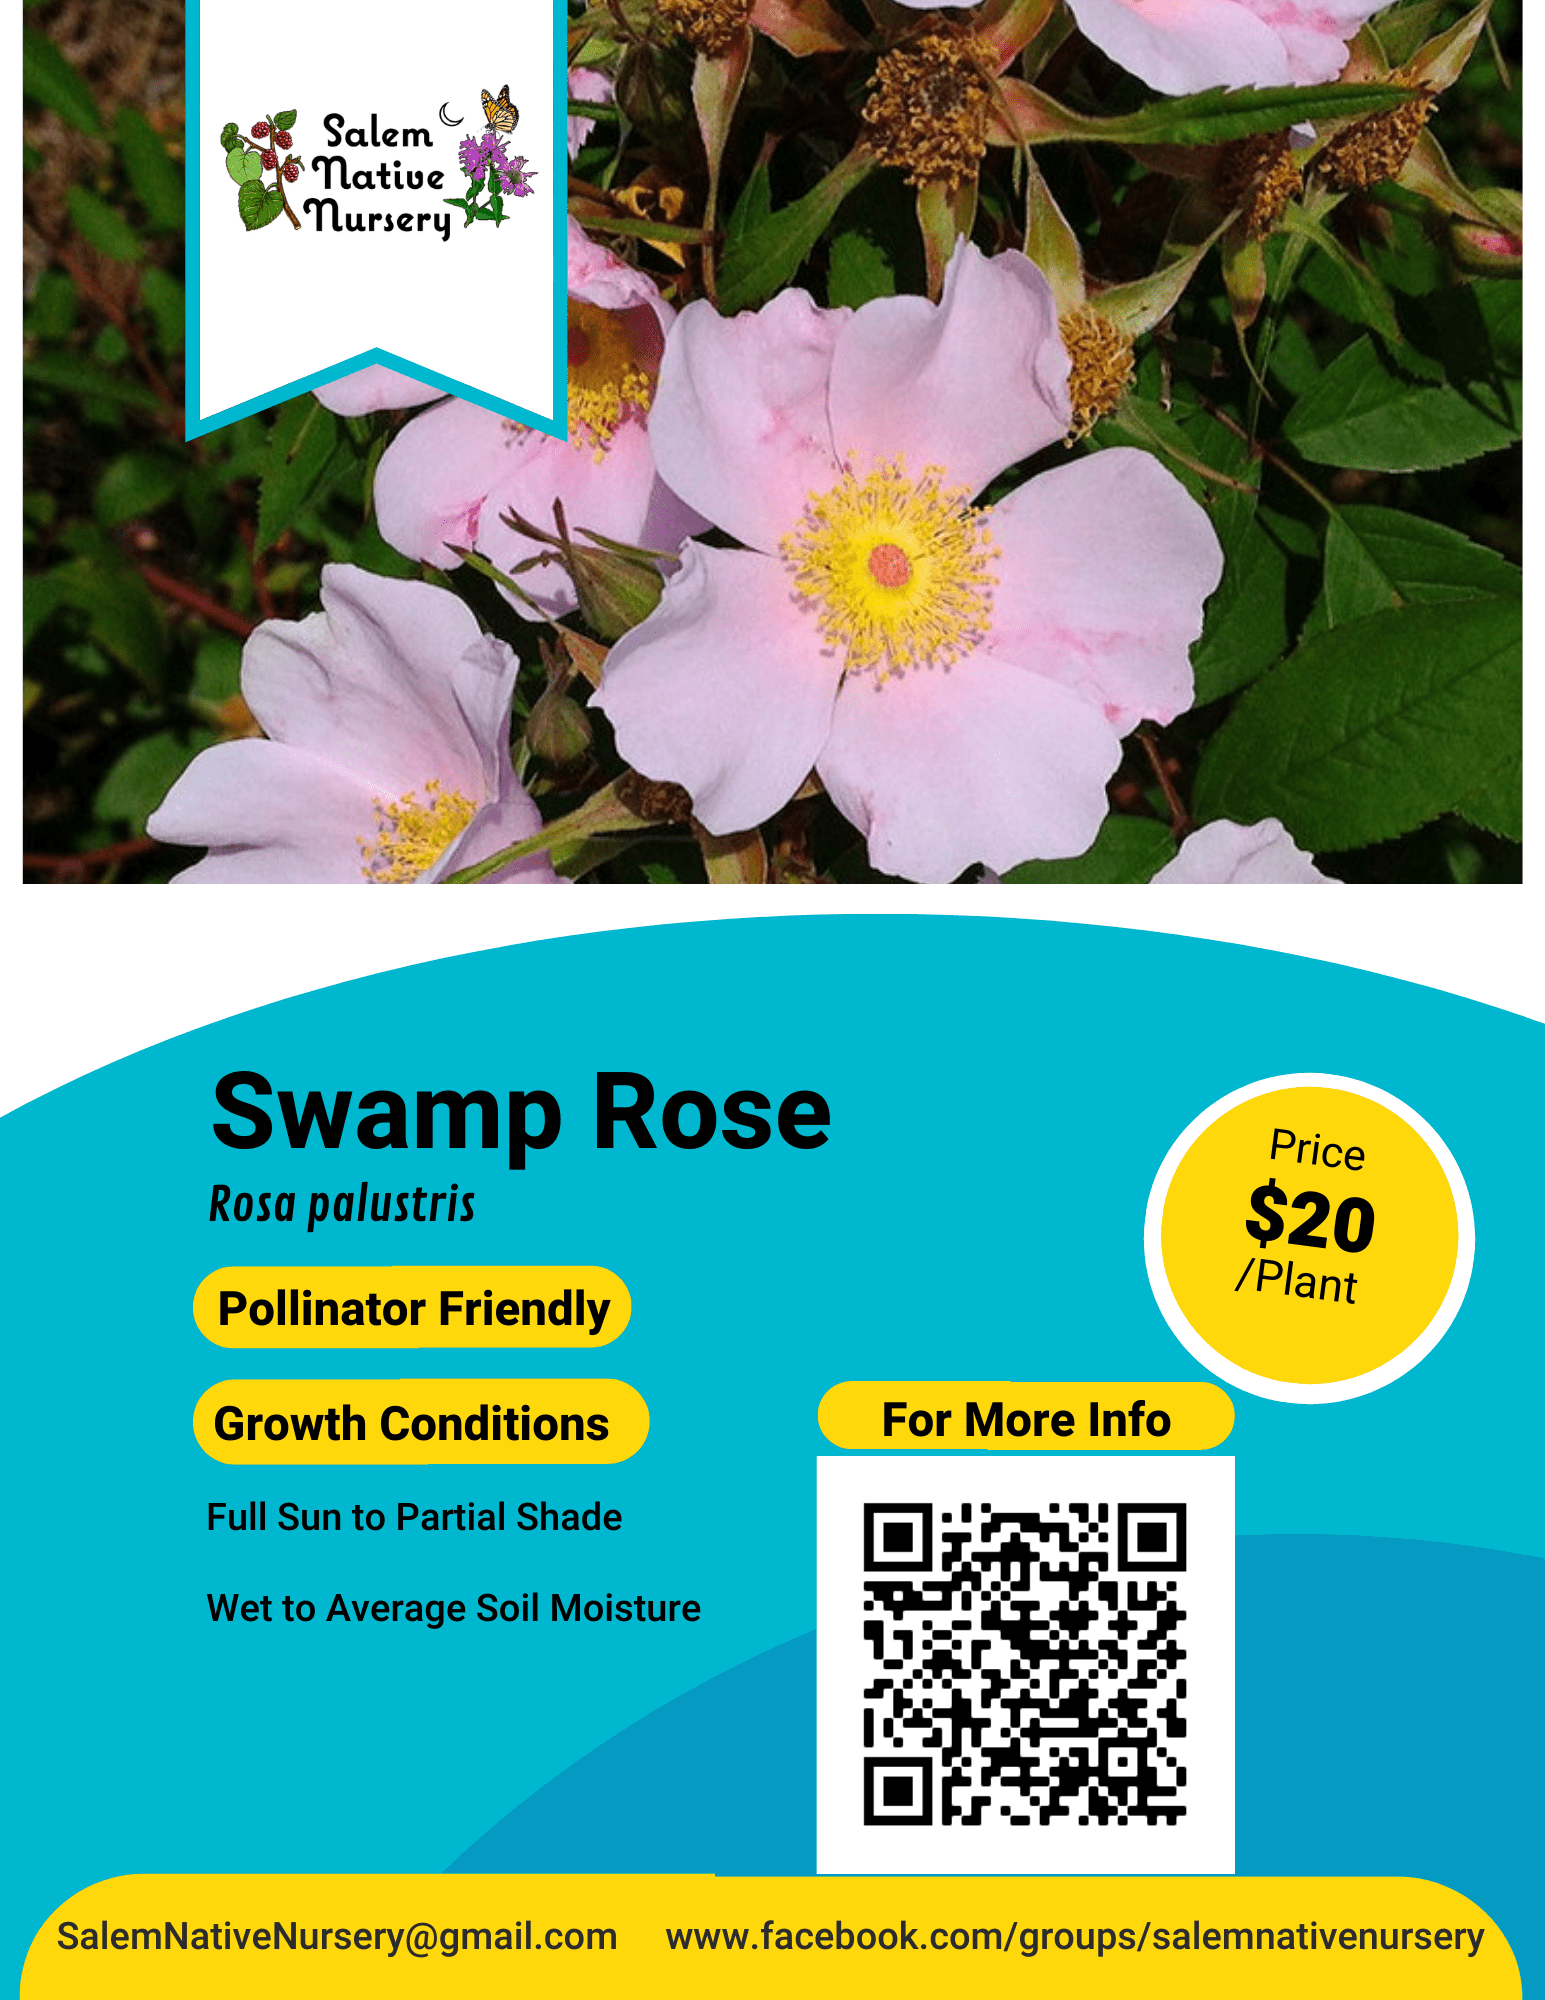 Salem
Native
Nursery
Swamp Rose
Rosa palustris
Price
$20
/Plant
Pollinator Friendly
Growth Conditions
For More Info
Full Sun to Partial Shade
Wet to Average Soil Moisture
SalemNativeNursery@gmail.com
www.facebook.com/groups/salemnativenursery